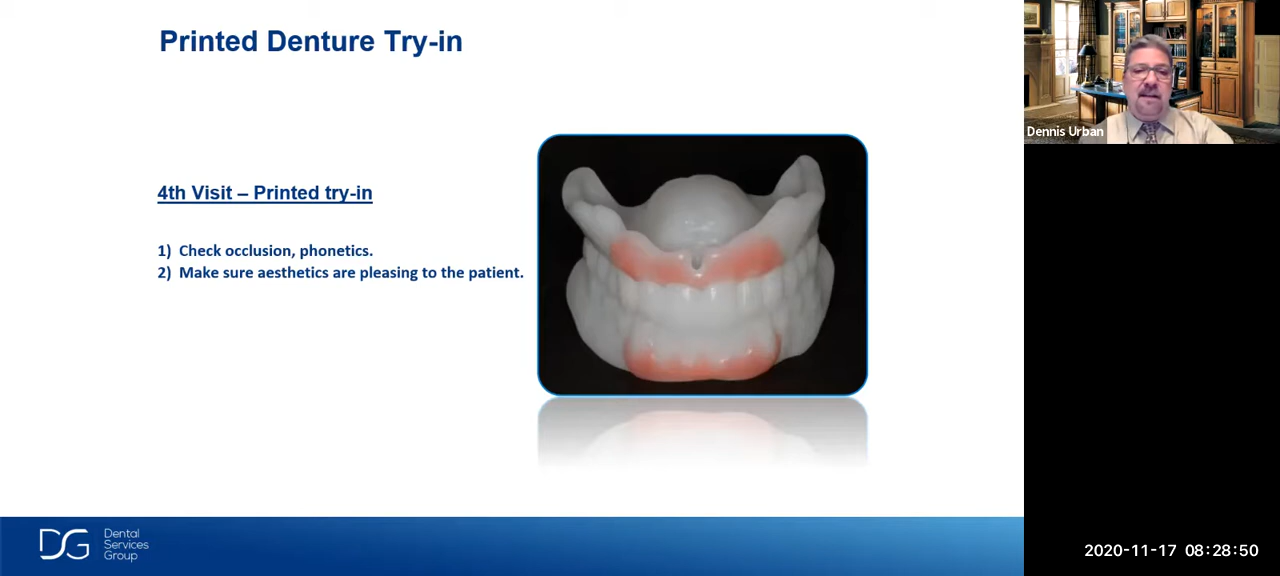 Printed Denture Try-in
4th Visit – Printed try-in
1) Check occlusion, phonetics.
2) Make sure aesthetics are pleasing to the patient.
DG Dental
Services
Group
Dennis Urban
2020-11-17 08:28:50